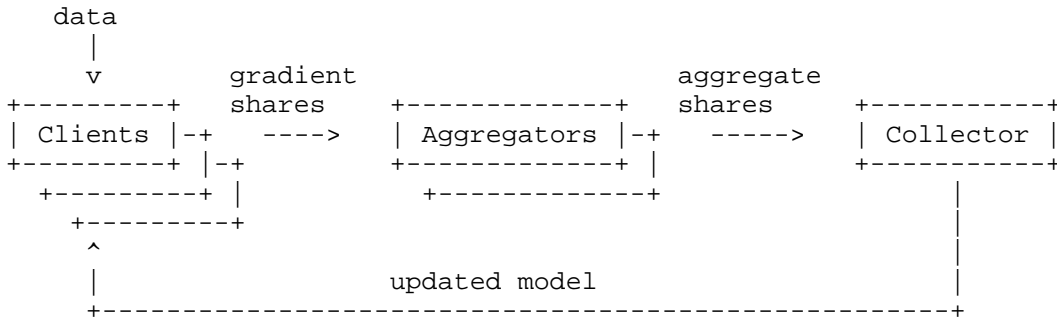 data
gradient aggregate
shares shares
Clients ----> Aggregators -----> Collector
updated model